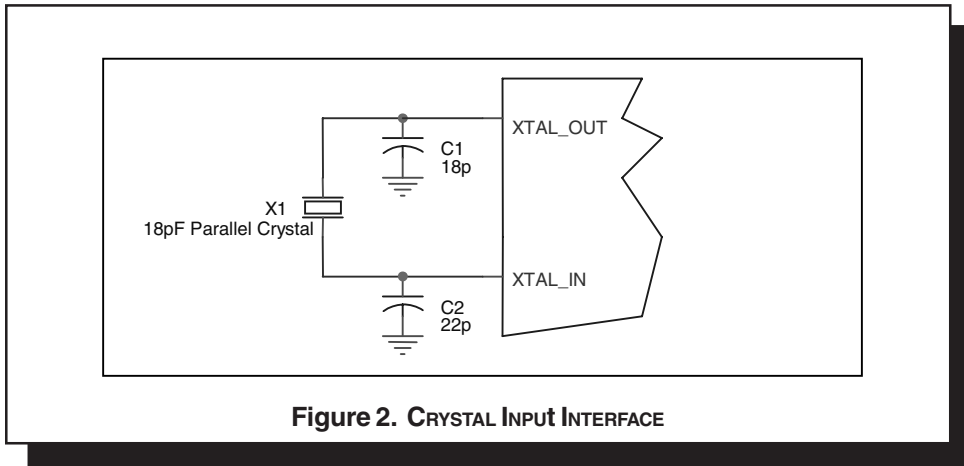 XTAL_OUT
C1
18p
X1
18pF Parallel Crystal
XTAL_IN
C2
22p
Figure 2. CRYSTAL INPUt INTERFACE